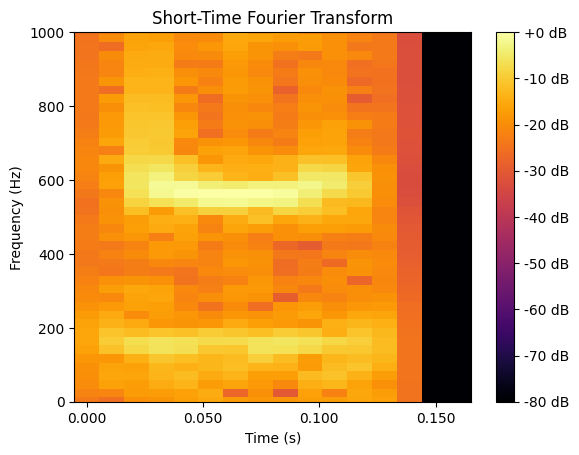 Short-Time Fourier Transform
1000
800
600
400
200
0
Frequency (Hz)
0.000
0.050
0.100
0.150
Time (s)
+0 dB
-10 dB
-20 dB
-30 dB
-40 dB
-50 dB
-60 dB
-70 dB
-80 dB